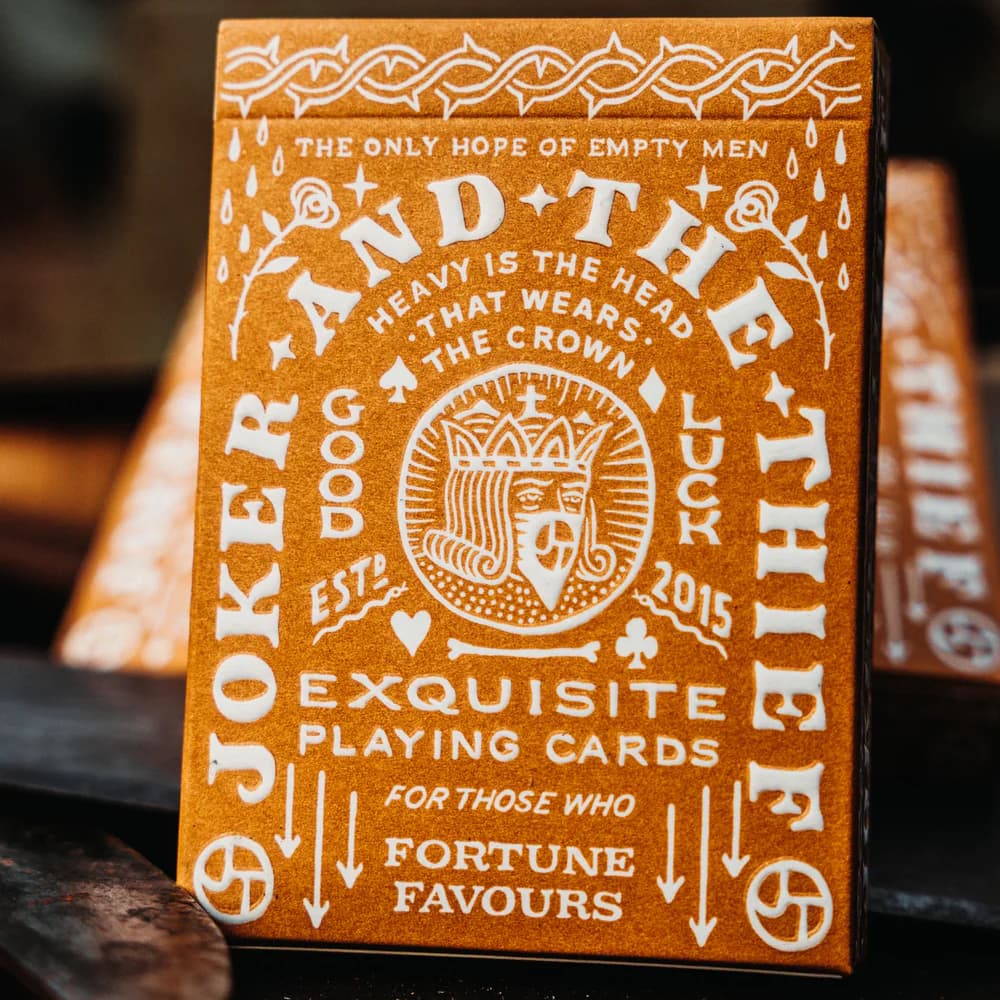 THE ONLY HOPE OF EMPTY MEN
JOKER AND THE THIEF
HEAVY IS THE HEAD
·THAT WEARS·
THE CROWN
GOOD
LUCK
ESTD
2015
EXQUISITE
PLAYING CARDS
FOR THOSE WHO
FORTUNE
FAVOURS
THIEF